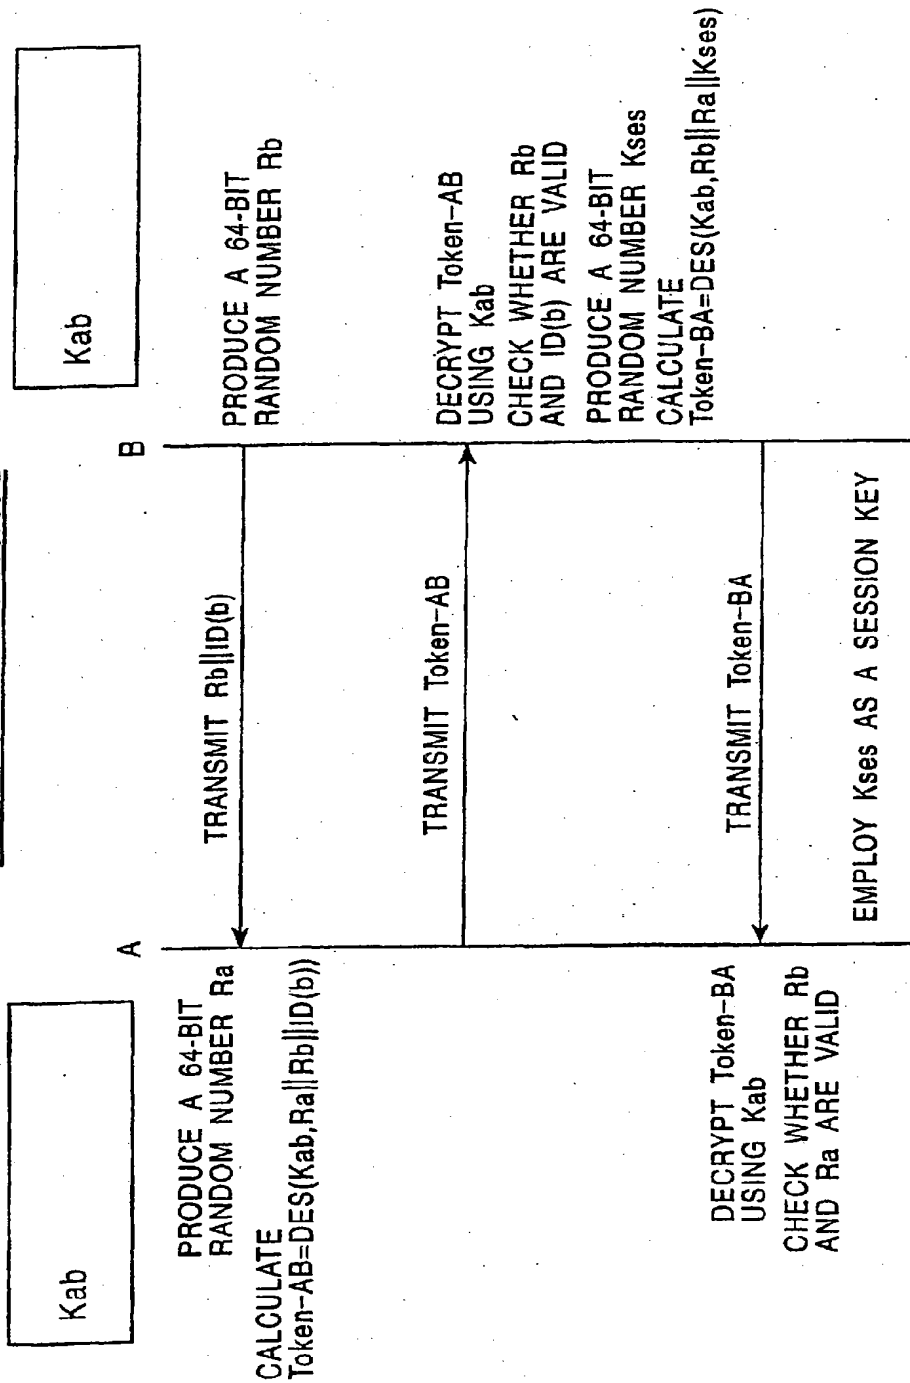 Kab
Kab
A
B
PRODUCE A 64-BIT
RANDOM NUMBER Rb
TRANSMIT Rb||ID(b)
PRODUCE A 64-BIT
RANDOM NUMBER Ra
CALCULATE
Token-AB=DES(Kab,Ra||Rb||ID(b))
TRANSMIT Token-AB
DECRYPT Token-AB
USING Kab
CHECK WHETHER Rb
AND ID(b) ARE VALID
PRODUCE A 64-BIT
RANDOM NUMBER Kses
CALCULATE
Token-BA=DES(Kab,Rb||Ra||Kses)
TRANSMIT Token-BA
DECRYPT Token-BA
USING Kab
CHECK WHETHER Rb
AND Ra ARE VALID
EMPLOY Kses AS A SESSION KEY